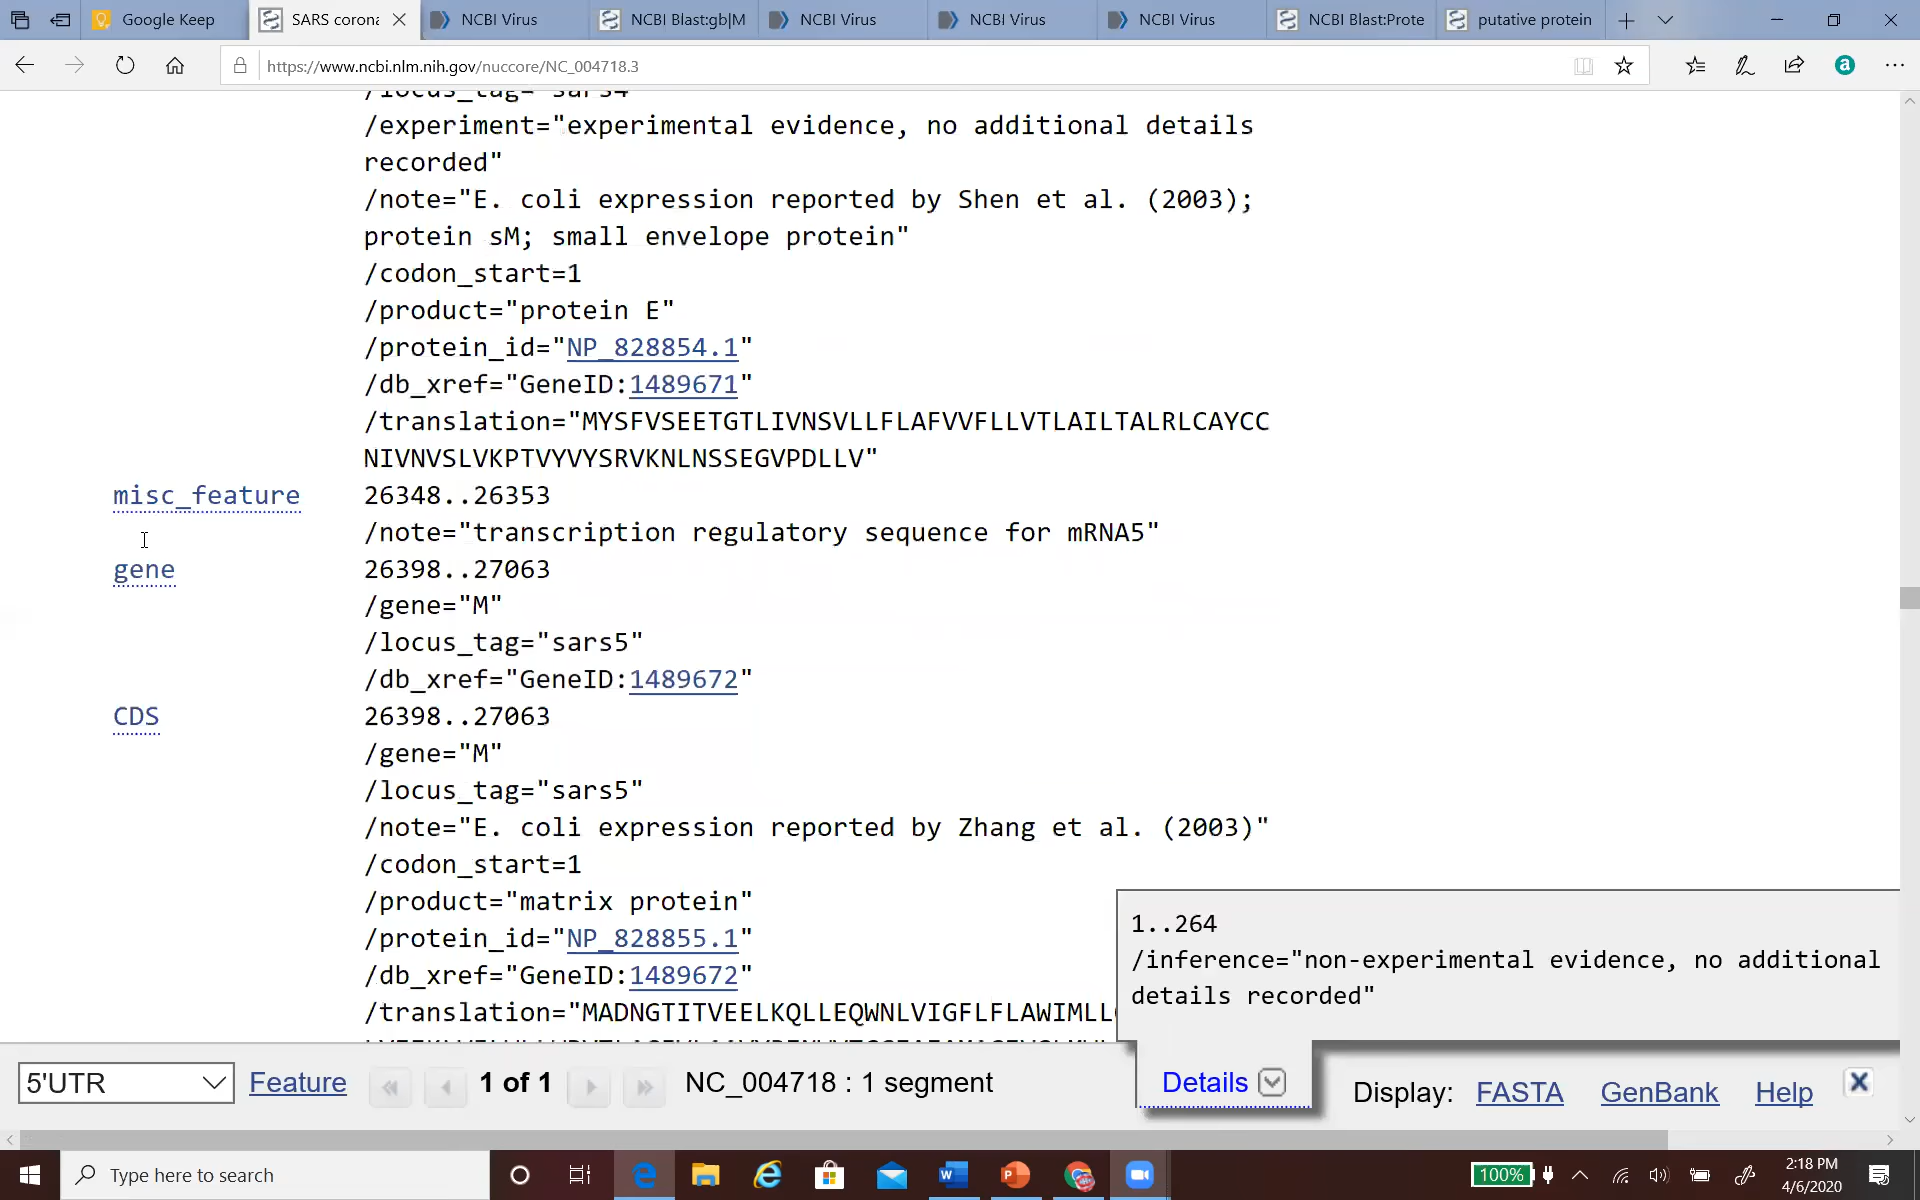 Google Keep
SARS corona
NCBI Virus
NCBI Blast:gb|M
NCBI Virus
NCBI Virus
NCBI Virus
NCBI Blast:Prote
putative protein
https://www.ncbi.nlm.nih.gov/nuccore/NC_004718.3
/locus_tag="sars4"
/experiment="experimental evidence, no additional details
recorded"
/note="E. coli expression reported by Shen et al. (2003);
protein sM; small envelope protein"
/codon_start=1
/product="protein E"
/protein_id="NP_828854.1"
/db_xref="GeneID:1489671"
/translation="MYSFVSEETGTLIVNSVLLFLAFVVFLLVTLAILTALRLCAYCC
NIVNVSLVKPTVYVYSRVKNLNSSEGVPDLLV"
misc_feature 26348..26353
/note="transcription regulatory sequence for mRNA5"
gene 26398..27063
/gene="M"
/locus_tag="sars5"
/db_xref="GeneID:1489672"
CDS 26398..27063
/gene="M"
/locus_tag="sars5"
/note="E. coli expression reported by Zhang et al. (2003)"
/codon_start=1
/product="matrix protein"
/protein_id="NP_828855.1"
/db_xref="GeneID:1489672"
/translation="MADNGTITVEELKQLLEQWNLVIGFLFLAWIMLL
1..264
/inference="non-experimental evidence, no additional
details recorded"
5'UTR Feature 1 of 1 NC_004718 : 1 segment Details Display: FASTA GenBank Help
Type here to search
100%
2:18 PM
4/6/2020